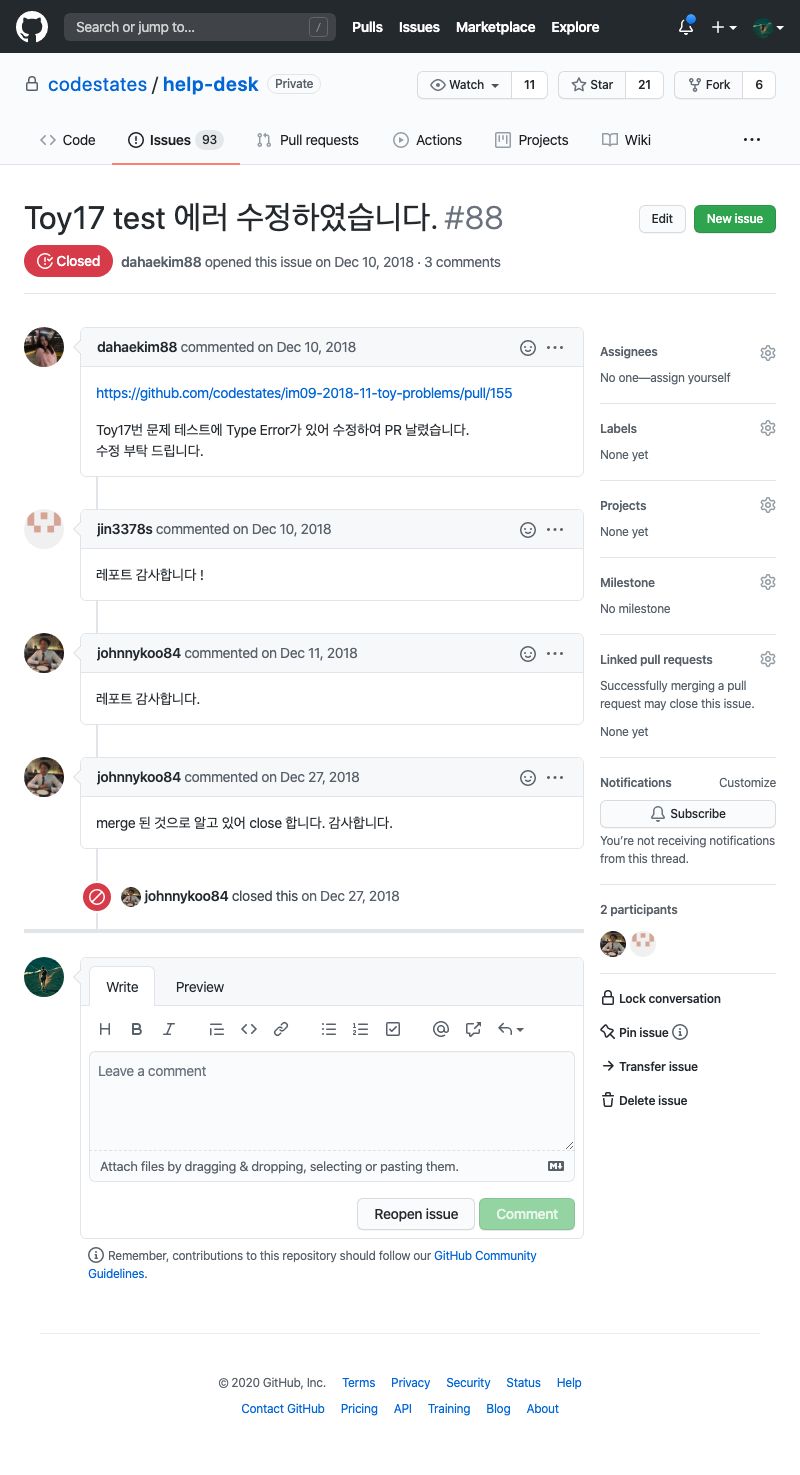 Search or jump to... /
Pulls Issues Marketplace Explore
codestates / help-desk Private
Watch 11 Star 21 Fork 6
Code Issues 93 Pull requests Actions Projects Wiki ...
Toy17 test 에러 수정하였습니다. #88
Edit New issue
Closed dahaekim88 opened this issue on Dec 10, 2018 · 3 comments
dahaekim88 commented on Dec 10, 2018
https://github.com/codestates/im09-2018-11-toy-problems/pull/155
Toy17번 문제 테스트에 Type Error가 있어 수정하여 PR 날렸습니다.
수정 부탁 드립니다.
jin3378s commented on Dec 10, 2018
레포트 감사합니다 !
johnnykoo84 commented on Dec 11, 2018
레포트 감사합니다.
johnnykoo84 commented on Dec 27, 2018
merge 된 것으로 알고 있어 close 합니다. 감사합니다.
johnnykoo84 closed this on Dec 27, 2018
Assignees
No one—assign yourself
Labels
None yet
Projects
None yet
Milestone
No milestone
Linked pull requests
Successfully merging a pull
request may close this issue.
None yet
Notifications Customize
Subscribe
You're not receiving notifications
from this thread.
2 participants
Lock conversation
Pin issue
Transfer issue
Delete issue
Write Preview
H B I
Leave a comment
Attach files by dragging & dropping, selecting or pasting them.
Reopen issue Comment
Remember, contributions to this repository should follow our GitHub Community
Guidelines.
© 2020 GitHub, Inc. Terms Privacy Security Status Help
Contact GitHub Pricing API Training Blog About